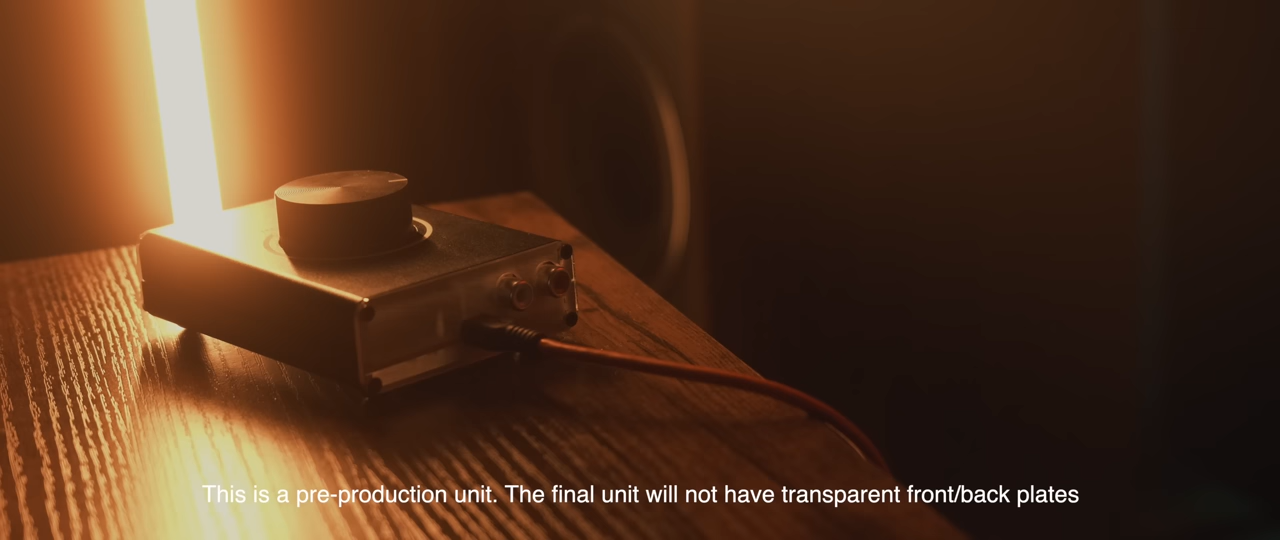 This is a pre-production unit. The final unit will not have transparent front/back plates